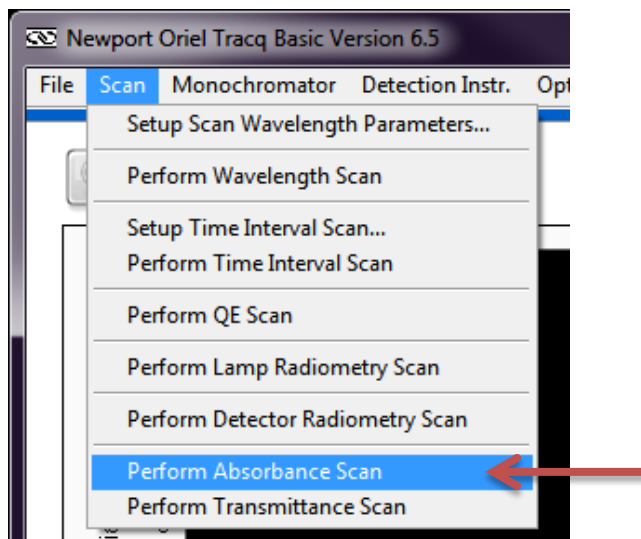 Newport Oriel Tracq Basic Version 6.5
File Scan Monochromator Detection Instr. Opt
Setup Scan Wavelength Parameters...
Perform Wavelength Scan
Setup Time Interval Scan...
Perform Time Interval Scan
Perform QE Scan
Perform Lamp Radiometry Scan
Perform Detector Radiometry Scan
Perform Absorbance Scan
Perform Transmittance Scan